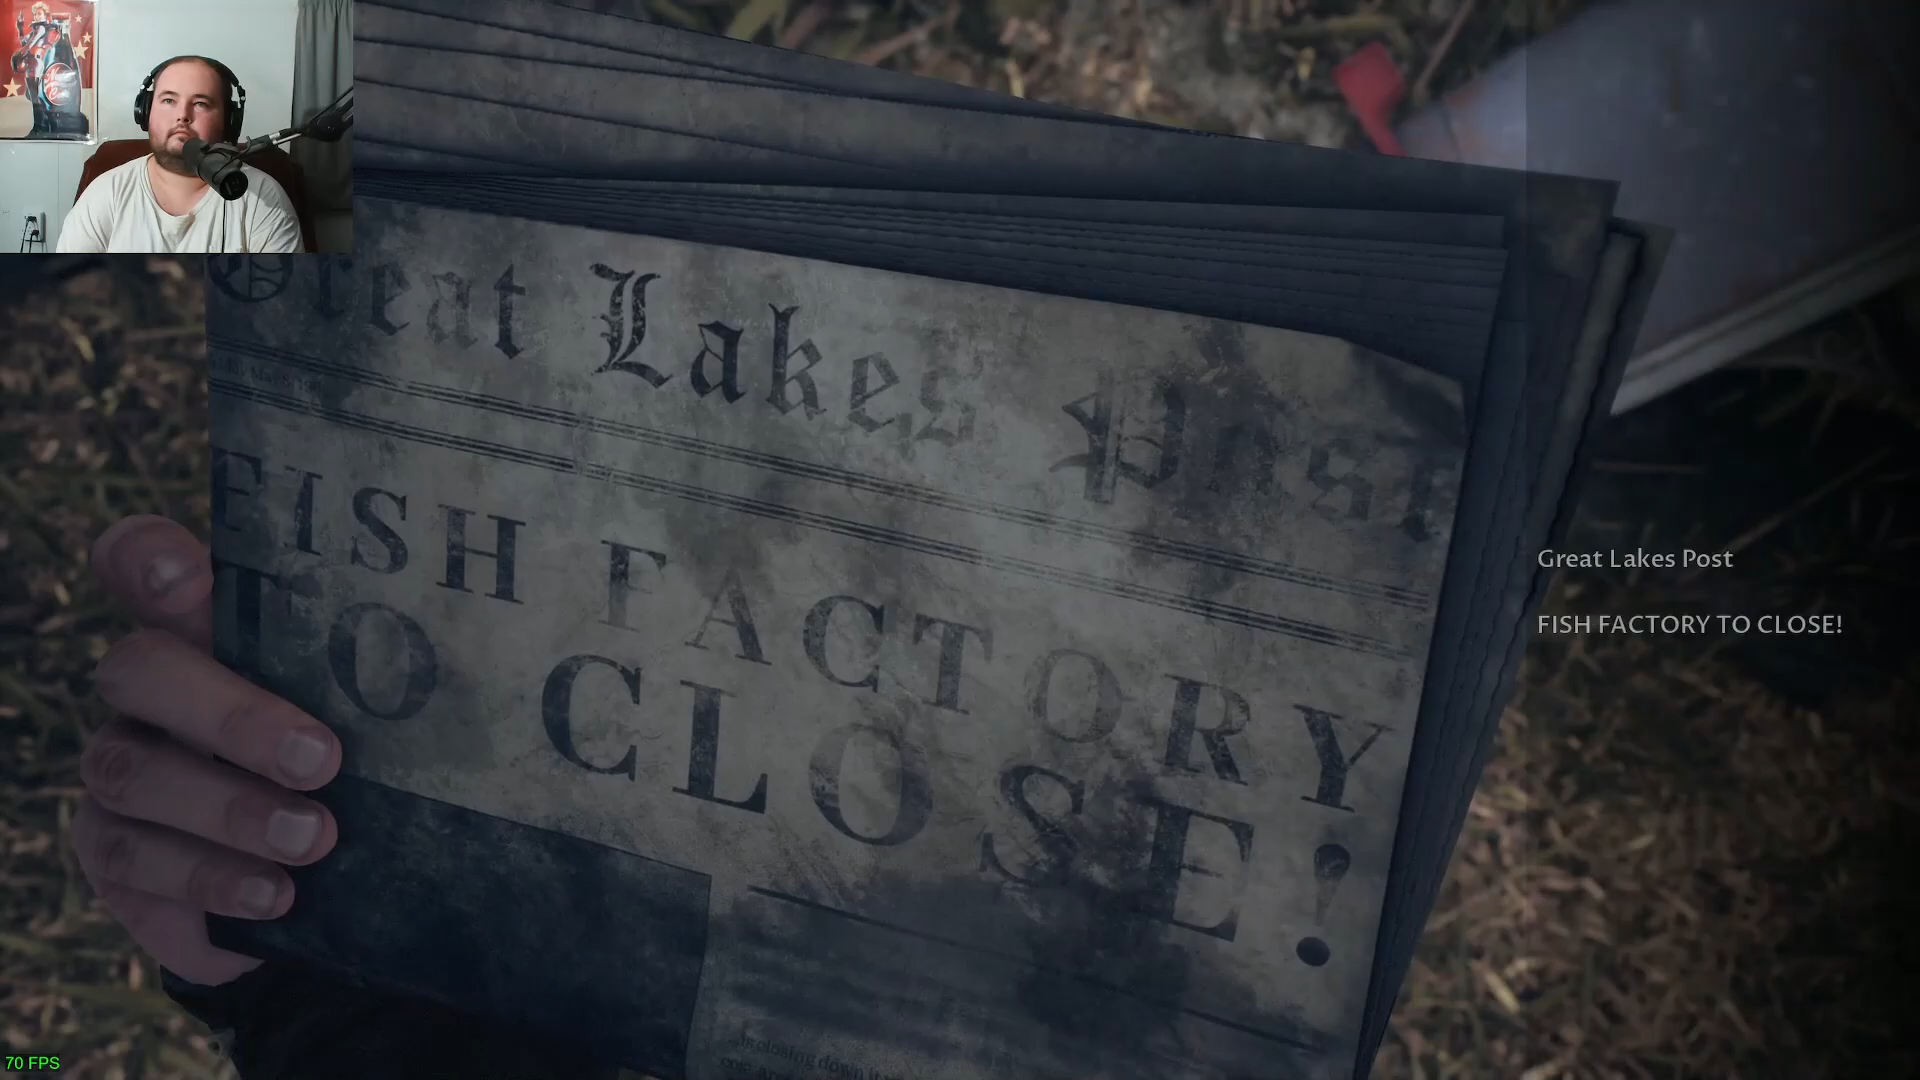 Great Lakes Post
FISH FACTORY
TO CLOSE!
Great Lakes Post
FISH FACTORY TO CLOSE!
70 FPS